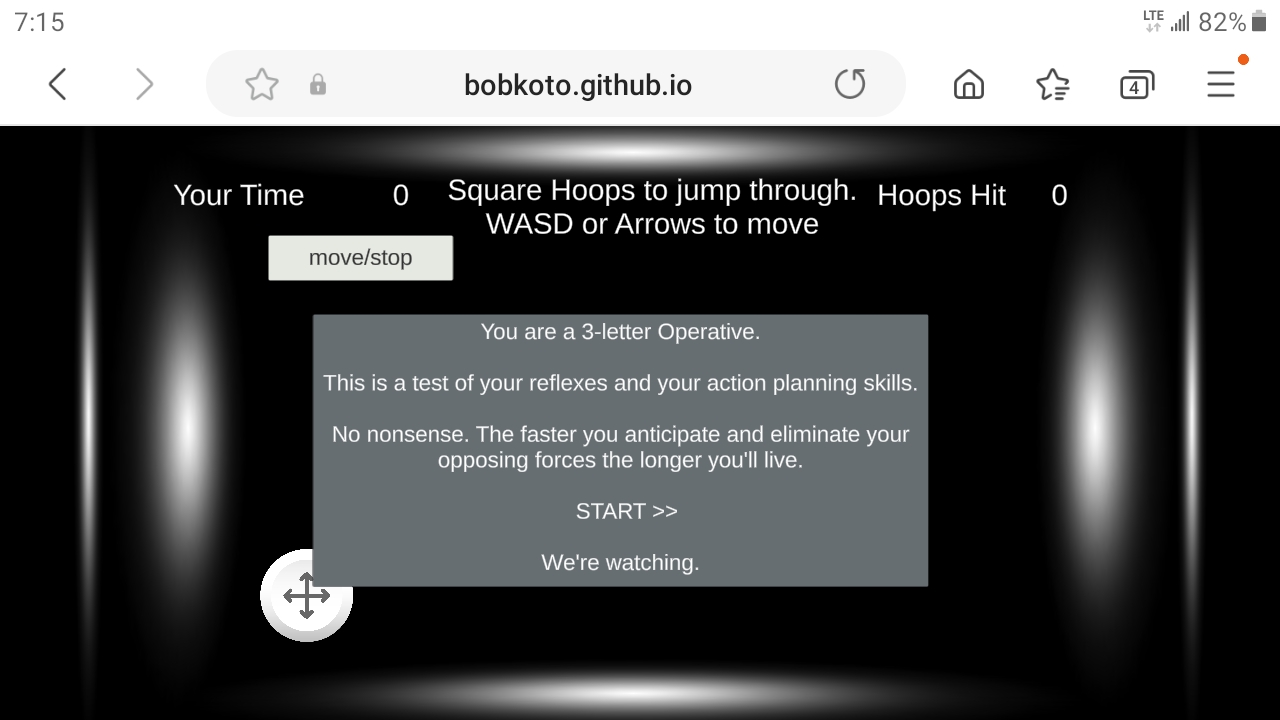 7:15
LTE 82%
bobkoto.github.io
4
Your Time 0
Square Hoops to jump through.
WASD or Arrows to move
Hoops Hit 0
move/stop
You are a 3-letter Operative.
This is a test of your reflexes and your action planning skills.
No nonsense. The faster you anticipate and eliminate your
opposing forces the longer you'll live.
START >>
We're watching.